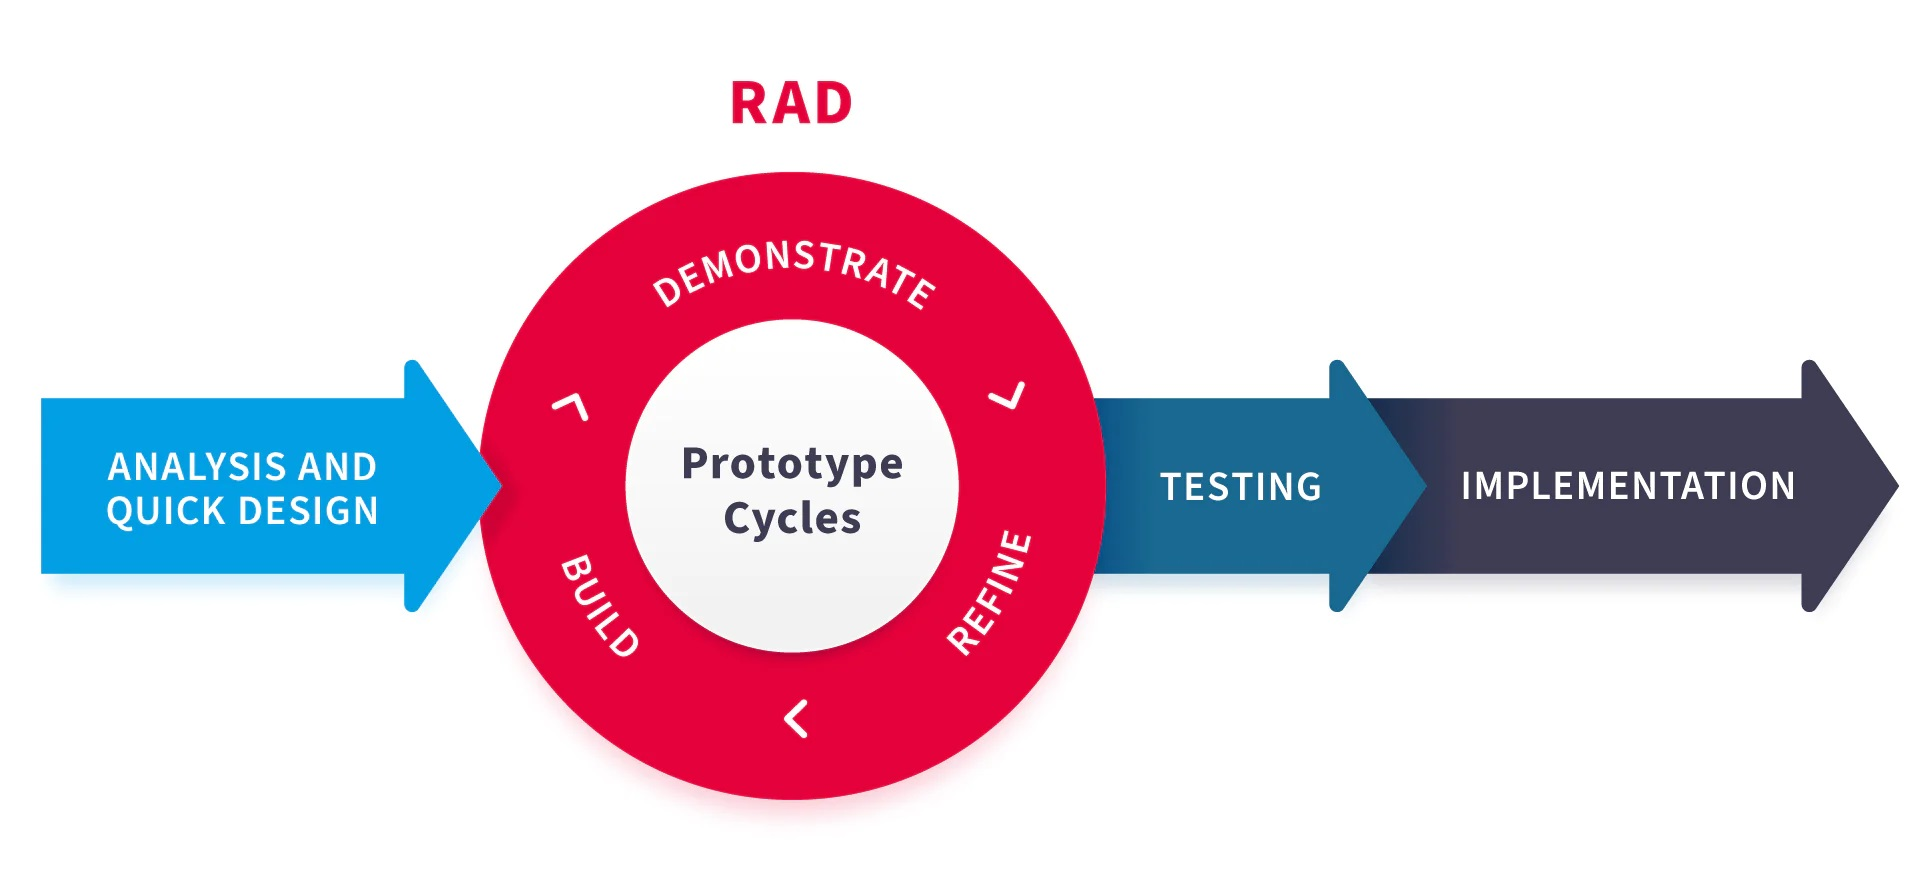 RAD
DEMONSTRATE
ANALYSIS AND
QUICK DESIGN
Prototype
Cycles
BUILD
REFINE
TESTING
IMPLEMENTATION